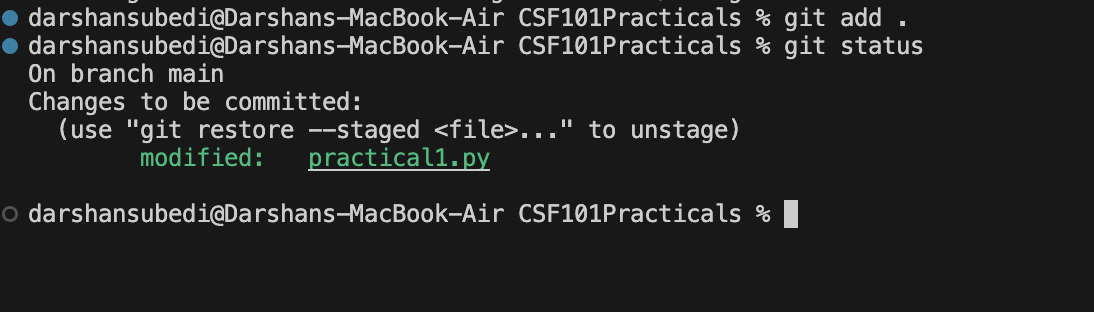 darshansubedi@Darshans-MacBook-Air CSF101Practicals % git add .
darshansubedi@Darshans-MacBook-Air CSF101Practicals % git status
On branch main
Changes to be committed:
  (use "git restore --staged <file>..." to unstage)
        modified:   practical1.py

darshansubedi@Darshans-MacBook-Air CSF101Practicals %